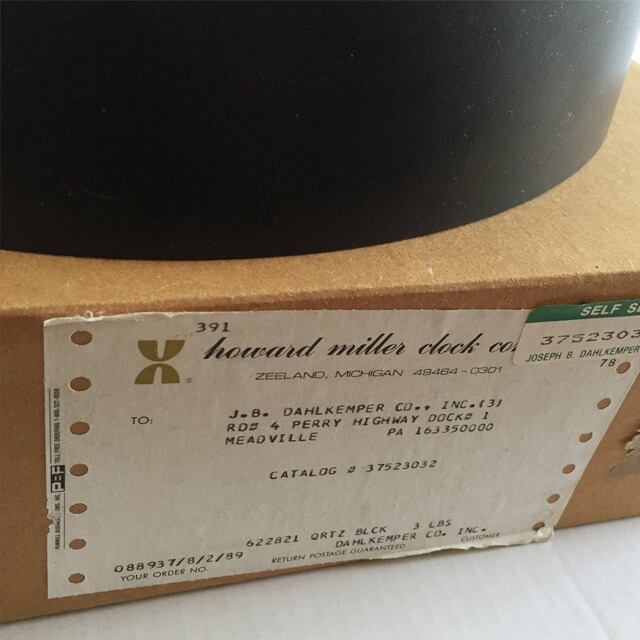 391
howard miller clock co.
ZEELAND, MICHIGAN 49464-0301
SELF SE
3752303
JOSEPH B. DAHLKEMPER
78
TO:
J.B. DAHLKEMPER CO., INC.(3)
RD# 4 PERRY HIGHWAY DOCK# 1
MEADVILLE PA 163350000
CATALOG # 37523032
622821 QRTZ BLCK 3 LBS
DAHLKEMPER CO. INC.
CUSTOMER
RETURN POSTAGE GUARANTEED
088937/8/2/89
YOUR ORDER NO.
PBF